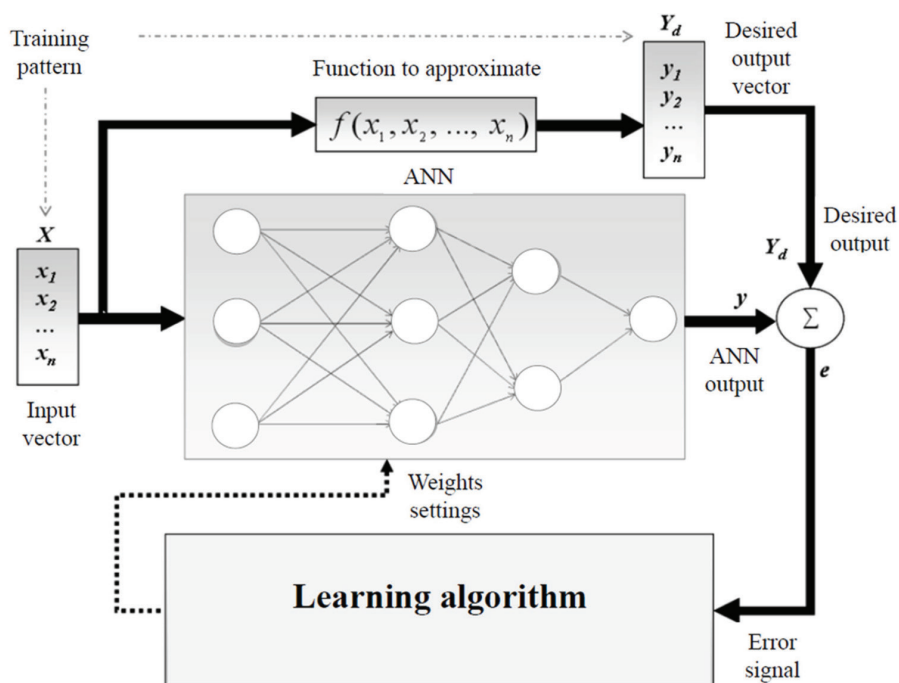 Training
pattern
Y_d
Desired
output
vector
y_1
y_2
...
y_n
Function to approximate
f(x_1, x_2, ..., x_n)
ANN
X
x_1
x_2
...
x_n
Input
vector
Desired
output
Y_d
y
Σ
ANN
output
e
Weights
settings
Learning algorithm
Error
signal